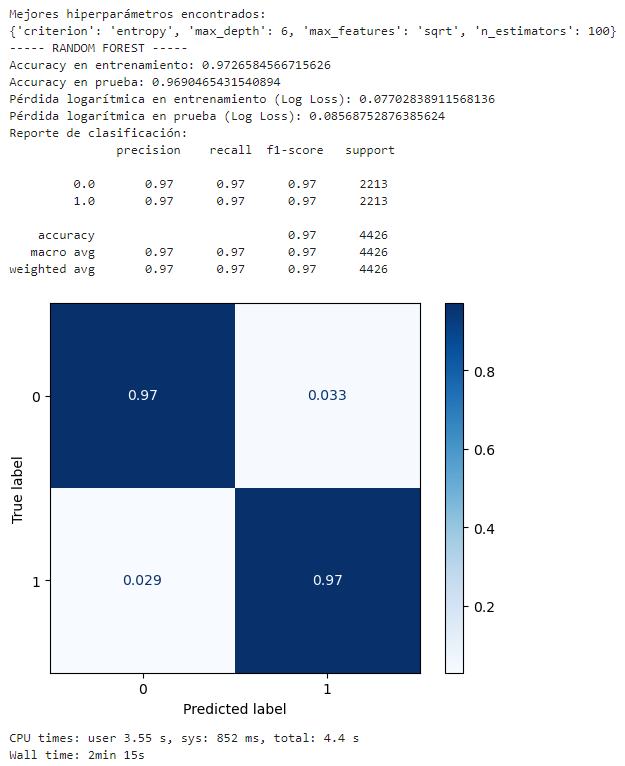 Mejores hiperparámetros encontrados:
{'criterion': 'entropy', 'max_depth': 6, 'max_features': 'sqrt', 'n_estimators': 100}
----- RANDOM FOREST -----
Accuracy en entrenamiento: 0.9726584566715626
Accuracy en prueba: 0.9690465431540894
Pérdida logarítmica en entrenamiento (Log Loss): 0.07702838911568136
Pérdida logarítmica en prueba (Log Loss): 0.08568752876385624
Reporte de clasificación:
precision recall f1-score support
0.0 0.97 0.97 0.97 2213
1.0 0.97 0.97 0.97 2213
accuracy 0.97 4426
macro avg 0.97 0.97 0.97 4426
weighted avg 0.97 0.97 0.97 4426
0.8
0 0.97 0.033
0.6
True label
0.4
1 0.029 0.97
0.2
0 1
Predicted label
CPU times: user 3.55 s, sys: 852 ms, total: 4.4 s
Wall time: 2min 15s